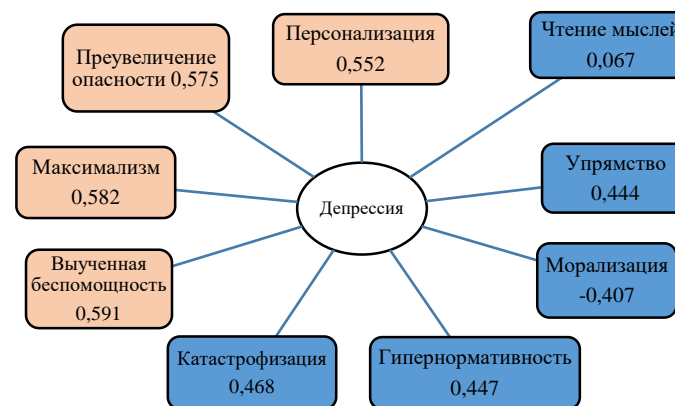 Преувеличение
опасности 0,575
Персонализация
0,552
Чтение мыслей
0,067
Максимализм
0,582
Упрямство
0,444
Депрессия
Выученная
беспомощность
0,591
Морализация
-0,407
Катастрофизация
0,468
Гипернормативность
0,447